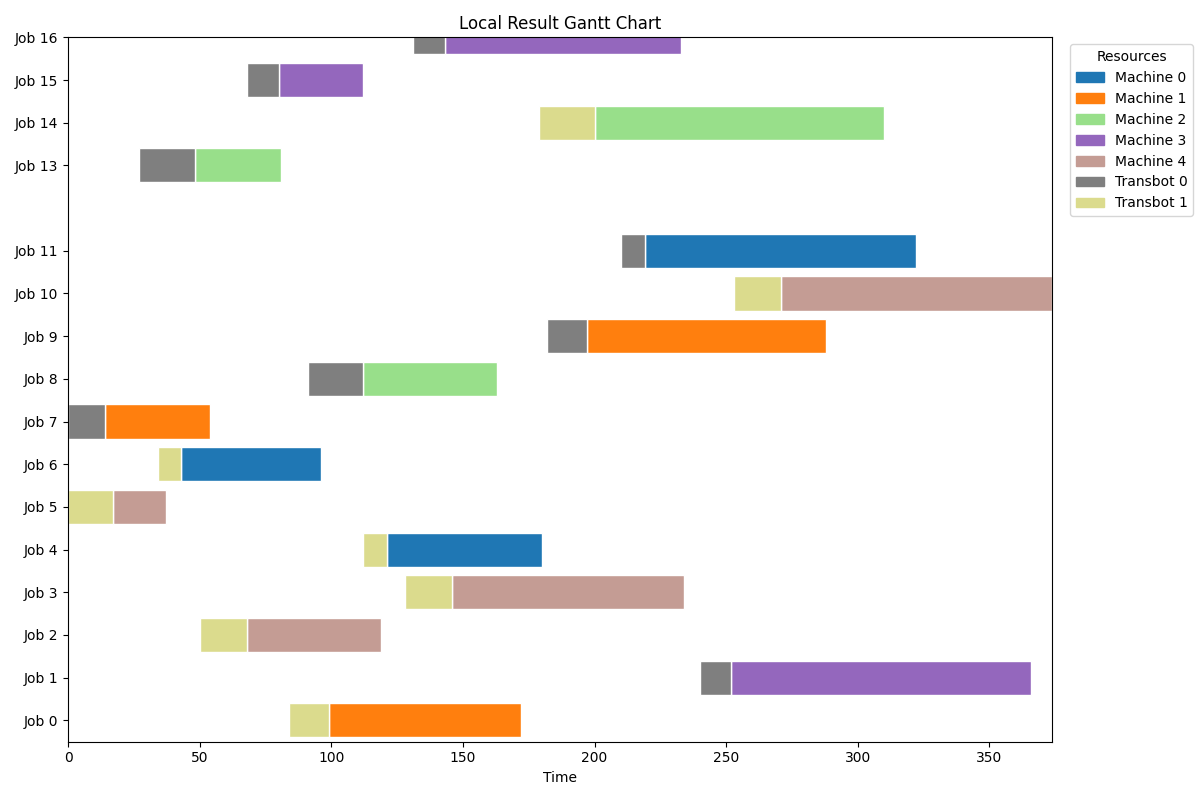 Local Result Gantt Chart
Job 16
Job 15
Job 14
Job 13
Job 11
Job 10
Job 9
Job 8
Job 7
Job 6
Job 5
Job 4
Job 3
Job 2
Job 1
Job 0
0 50 100 150 200 250 300 350
Time
Resources
Machine 0
Machine 1
Machine 2
Machine 3
Machine 4
Transbot 0
Transbot 1